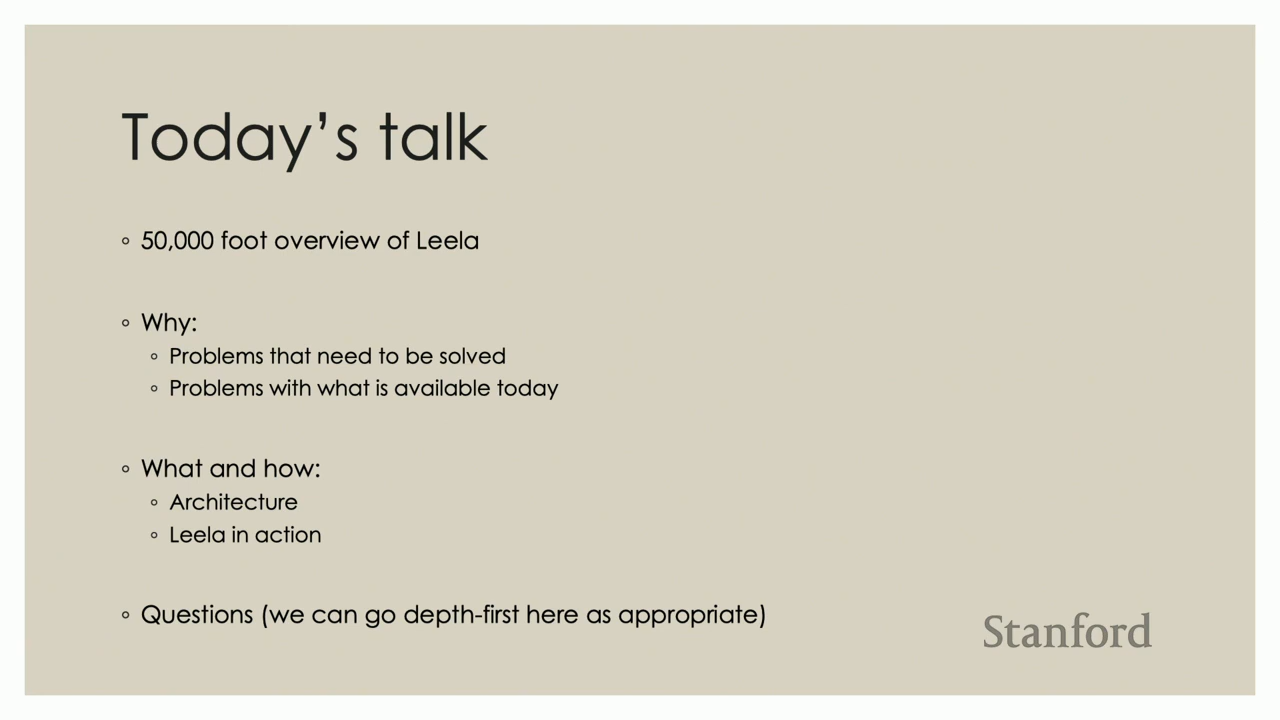 Today’s talk
◦ 50,000 foot overview of Leela
◦ Why:
◦ Problems that need to be solved
◦ Problems with what is available today
◦ What and how:
◦ Architecture
◦ Leela in action
◦ Questions (we can go depth-first here as appropriate)
Stanford